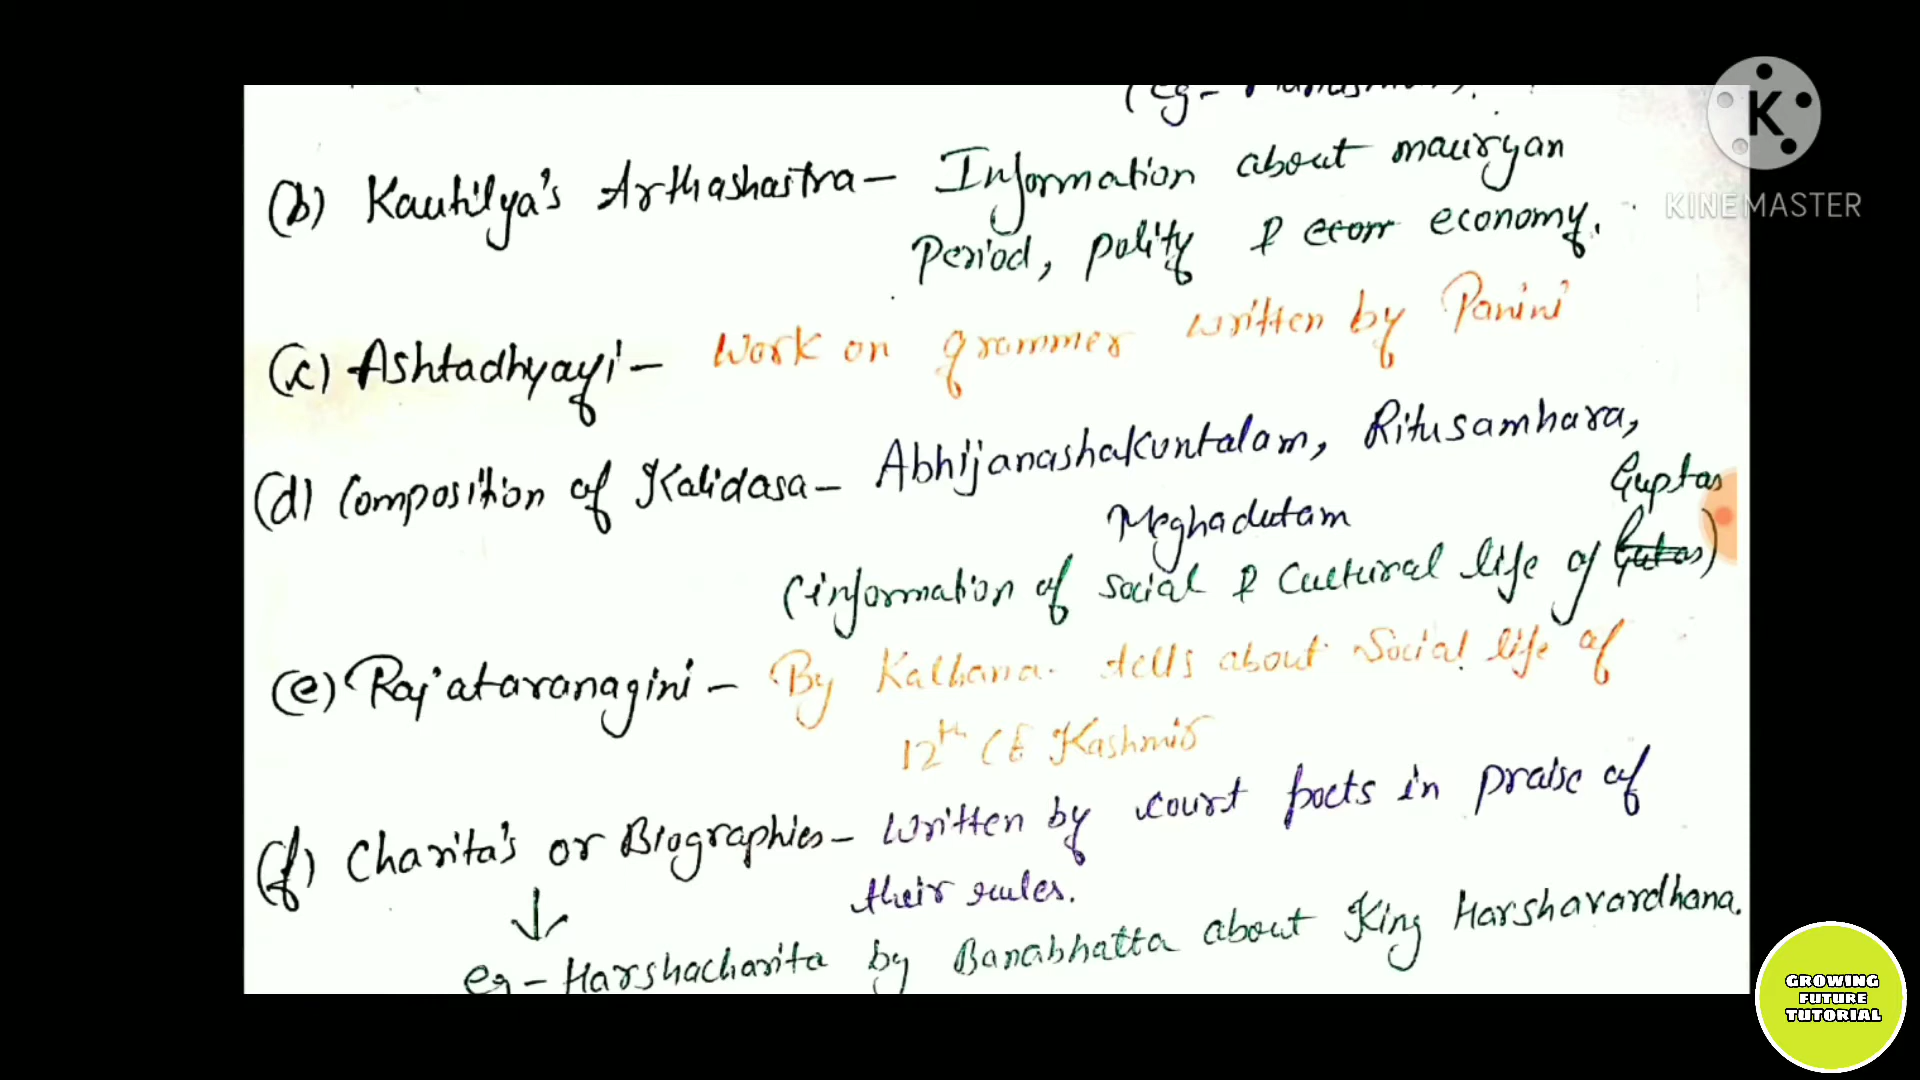 (eg-
(b) Kautilya's Arthashastra – Information about mauryan
Period, polity & econ economy.
(c) Ashtadhyayi – Work on grammer written by Panini
(d) Composition of Kalidasa – Abhijanashakuntalam, Ritusamhara,
Meghadutam
Guptas
(information of social & Cultural life of Gutas)
(e) Rajataranagini – By Kalhana. tells about Social life of
12th CE Kashmir
(f) Charita's or Biographies – Written by court poets in praise of
their rules.
↓
eg – Harshacharita by Banabhatta about King Harshavardhana.
K
KINEMASTER
GROWING
FUTURE
TUTORIAL